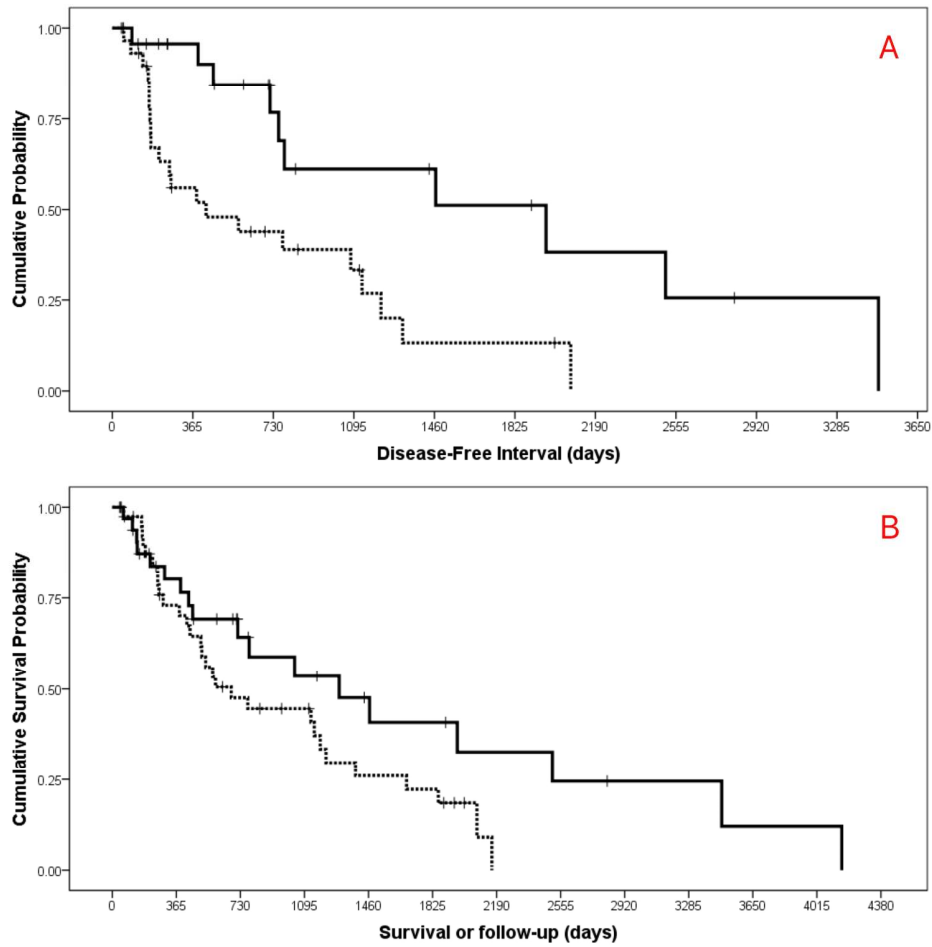 A
1.00
0.75
0.50
0.25
0.00
Cumulative Probability
0 365 730 1095 1460 1825 2190 2555 2920 3285 3650
Disease-Free Interval (days)
B
1.00
0.75
0.50
0.25
0.00
Cumulative Survival Probability
0 365 730 1095 1460 1825 2190 2555 2920 3285 3650 4015 4380
Survival or follow-up (days)